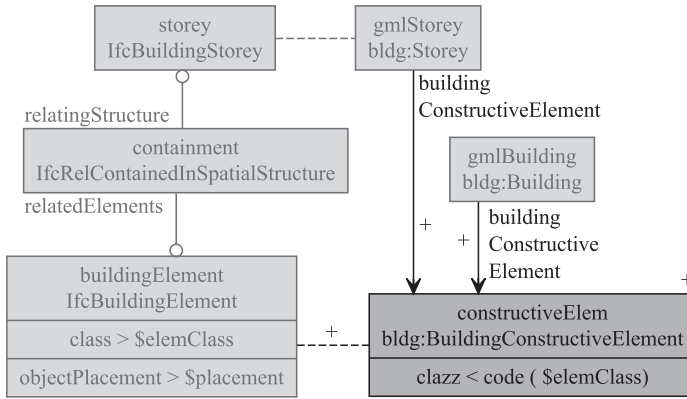 storey
IfcBuildingStorey
gmlStorey
bldg:Storey
building
ConstructiveElement
relatingStructure
containment
IfcRelContainedInSpatialStructure
gmlBuilding
bldg:Building
relatedElements
+
+
building
Constructive
Element
buildingElement
IfcBuildingElement
+
constructiveElem
bldg:BuildingConstructiveElement
class > $elemClass
+
clazz < code ( $elemClass)
objectPlacement > $placement